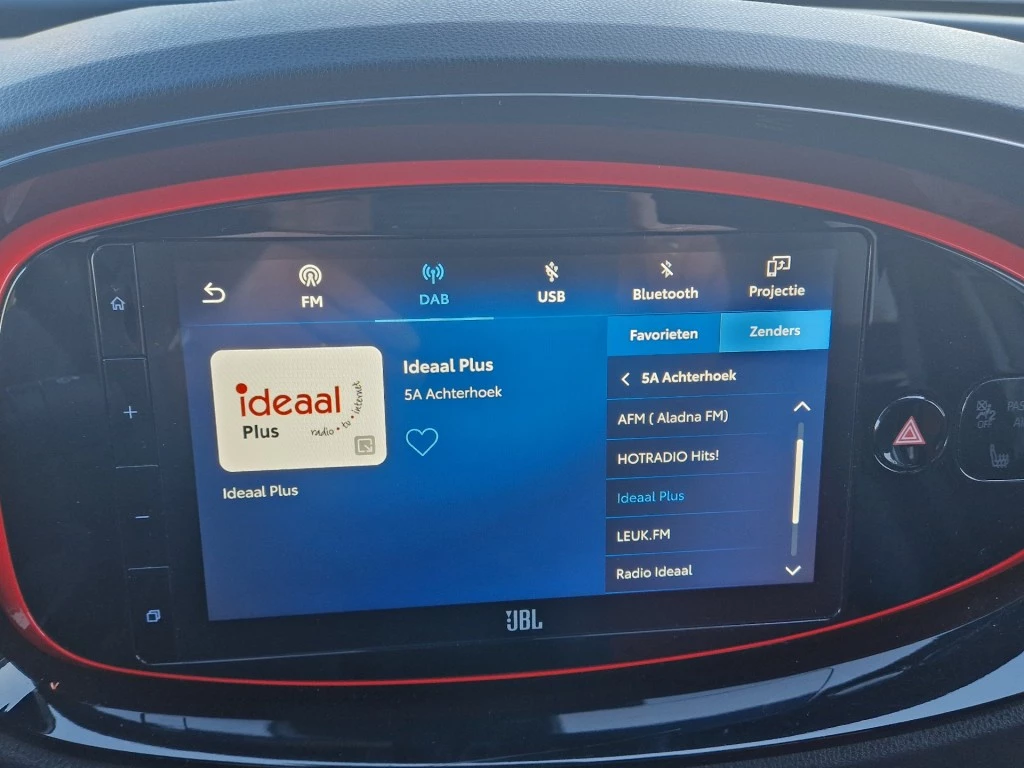 FM
DAB
USB
Bluetooth
Projectie
Favorieten
Zenders
ideaal
Plus
radio • tv • internet
Ideaal Plus
5A Achterhoek
Ideaal Plus
5A Achterhoek
AFM ( Aladna FM)
HOTRADIO Hits!
Ideaal Plus
LEUK.FM
Radio Ideaal
JBL
OFF